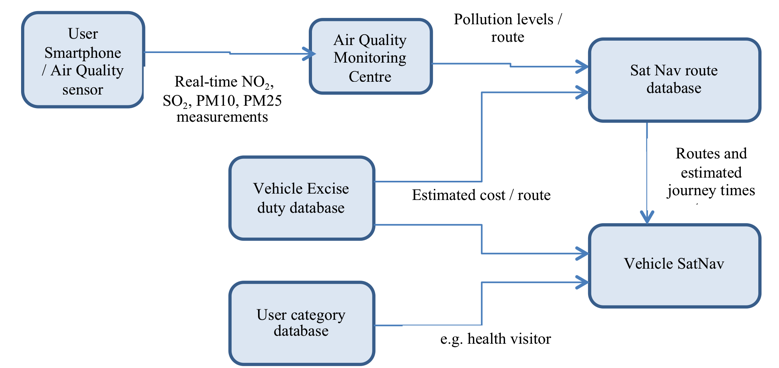 User
Smartphone
/ Air Quality
sensor
Real-time NO₂,
SO₂, PM10, PM25
measurements
Air Quality
Monitoring
Centre
Pollution levels /
route
Sat Nav route
database
Routes and
estimated
journey times
Vehicle Excise
duty database
Estimated cost / route
Vehicle SatNav
User category
database
e.g. health visitor